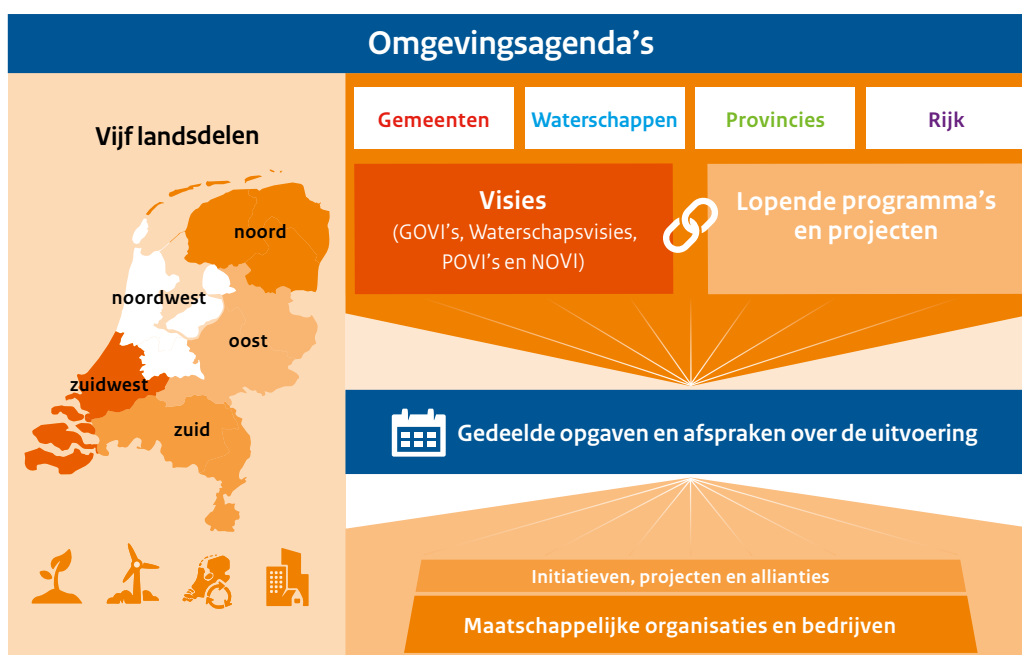 Omgevingsagenda’s
Vijf landsdelen
noord
noordwest
oost
zuidwest
zuid
Gemeenten
Waterschappen
Provincies
Rijk
Visies
(GOVI’s, Waterschapsvisies,
POVI’s en NOVI)
Lopende programma’s
en projecten
Gedeelde opgaven en afspraken over de uitvoering
Initiatieven, projecten en allianties
Maatschappelijke organisaties en bedrijven